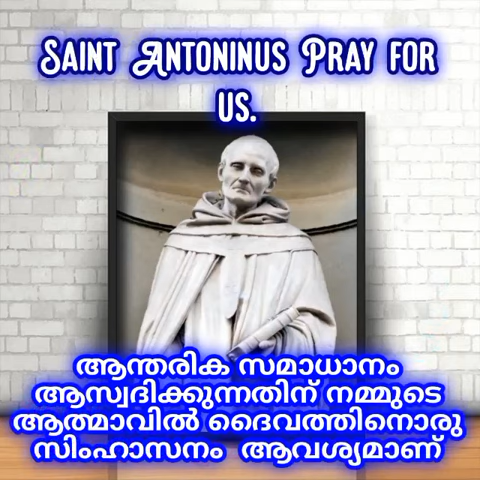 Saint Antoninus Pray for
us.
ആന്തരിക സമാധാനം
ആസ്വദിക്കുന്നതിന് നമ്മുടെ
ആത്മാവിൽ ദൈവത്തിനൊരു
സിംഹാസനം ആവശ്യമാണ്